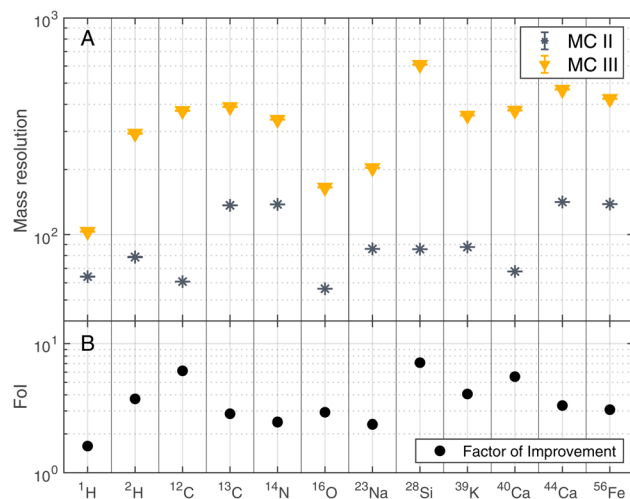 10³
A
MC II
MC III
Mass resolution
10²
B
10¹
FoI
Factor of Improvement
10⁰
¹H ²H ¹²C ¹³C ¹⁴N ¹⁶O ²³Na ²⁸Si ³⁹K ⁴⁰Ca ⁴⁴Ca ⁵⁶Fe